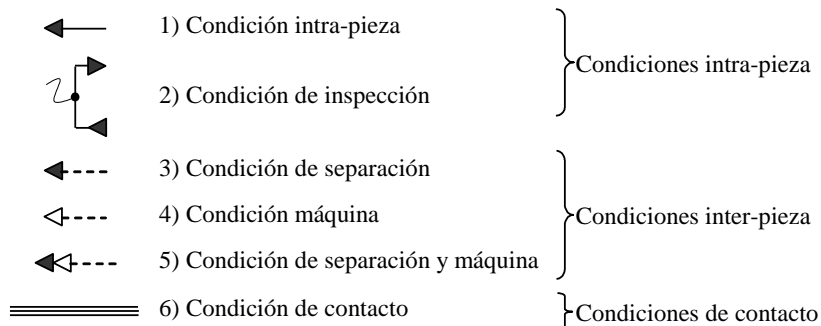 1) Condición intra-pieza
2) Condición de inspección
Condiciones intra-pieza
3) Condición de separación
4) Condición máquina
5) Condición de separación y máquina
Condiciones inter-pieza
6) Condición de contacto
Condiciones de contacto